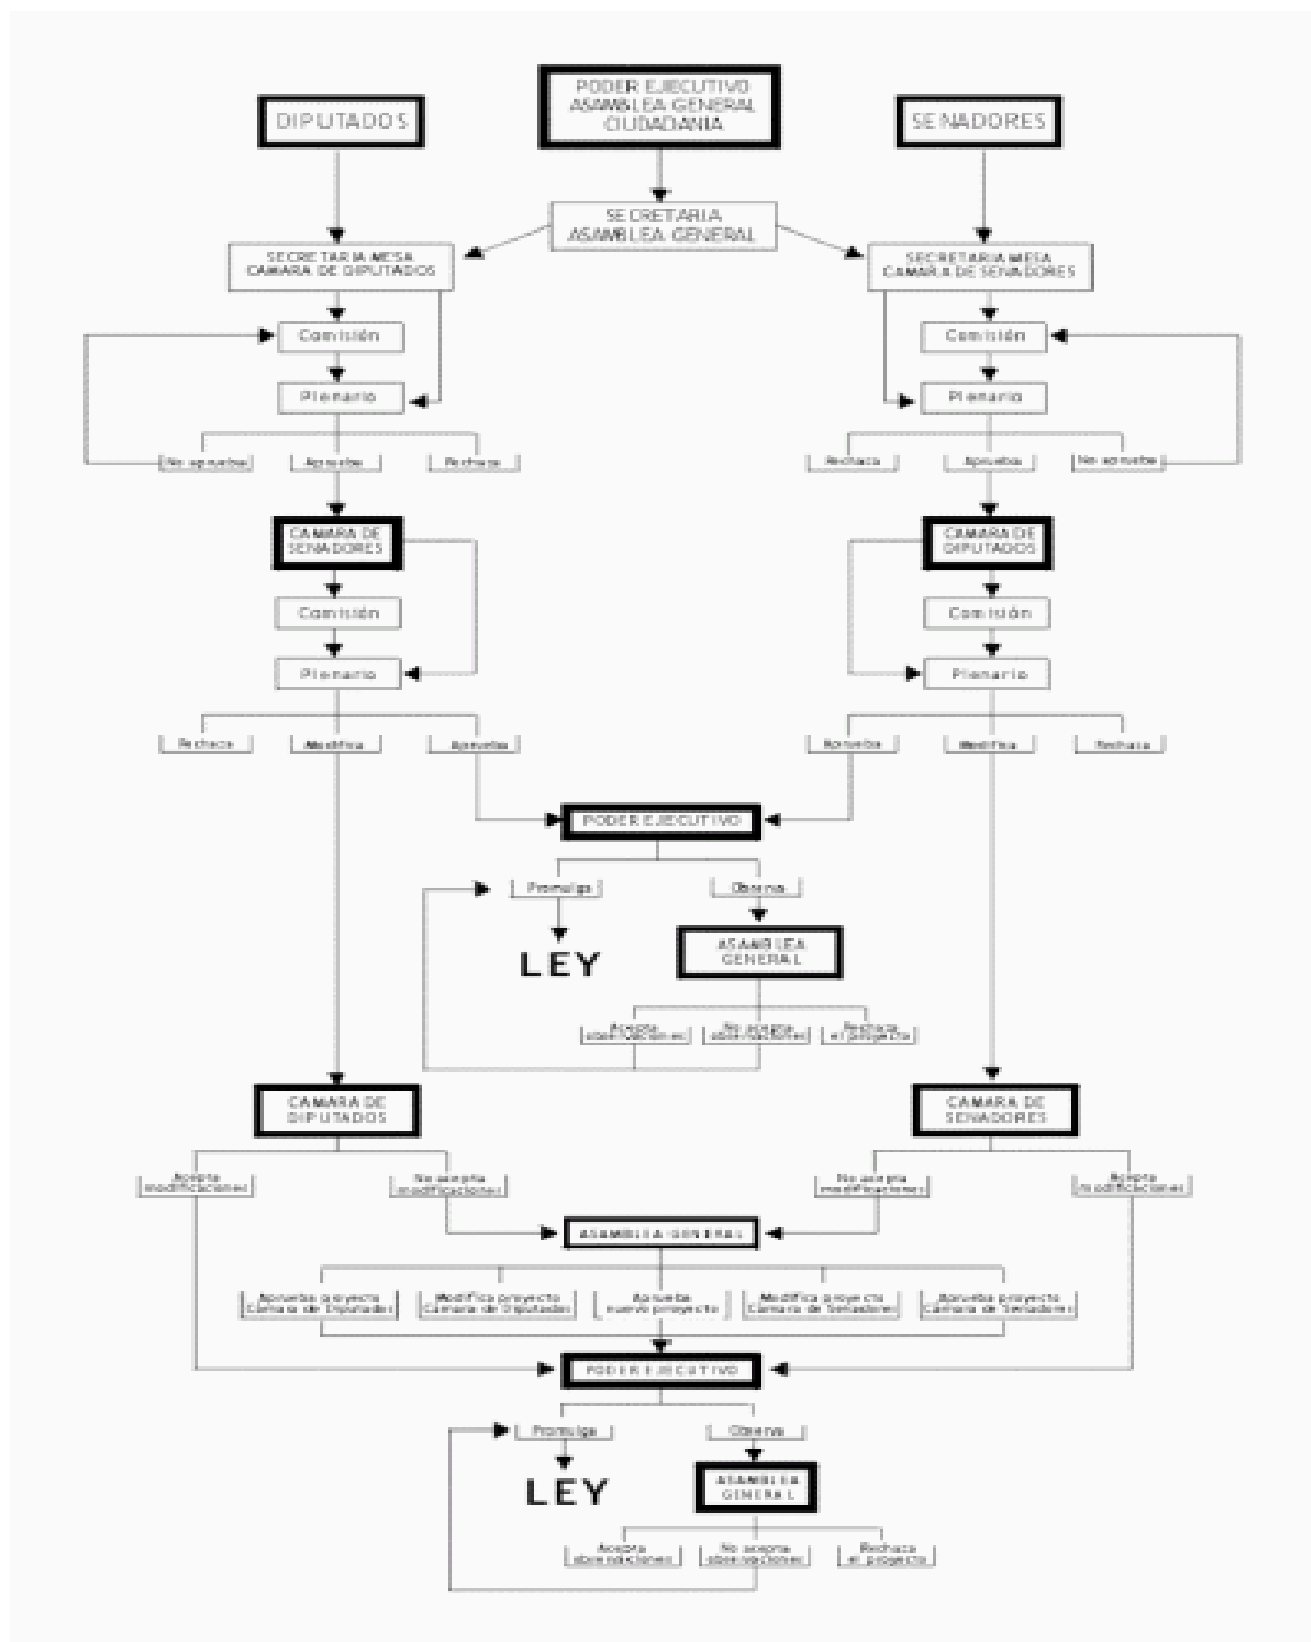 PODER EJECUTIVO
ASAMBLEA GENERAL
CIUDADANIA
DIPUTADOS
SENADORES
SECRETARIA
ASAMBLEA GENERAL
SECRETARIA MESA
CAMARA DE DIPUTADOS
SECRETARIA MESA
CAMARA DE SENADORES
Comisión
Comisión
Plenario
Plenario
No aprueba
Aprueba
Rechaza
Rechaza
Aprueba
No aprueba
CAMARA DE
SENADORES
CAMARA DE
DIPUTADOS
Comisión
Comisión
Plenario
Plenario
Rechaza
Modifica
Aprueba
Aprueba
Modifica
Rechaza
PODER EJECUTIVO
Promulga
Observa
LEY
ASAMBLEA
GENERAL
Acepta
observaciones
No acepta
observaciones
Rechaza
el proyecto
CAMARA DE
DIPUTADOS
CAMARA DE
SENADORES
Acepta
modificaciones
No acepta
modificaciones
No acepta
modificaciones
Acepta
modificaciones
ASAMBLEA GENERAL
Aprueba proyecto
Cámara de Diputados
Modifica proyecto
Cámara de Diputados
Aprueba
nuevo proyecto
Modifica proyecto
Cámara de Senadores
Aprueba proyecto
Cámara de Senadores
PODER EJECUTIVO
Promulga
Observa
LEY
ASAMBLEA
GENERAL
Acepta
observaciones
No acepta
observaciones
Rechaza
el proyecto